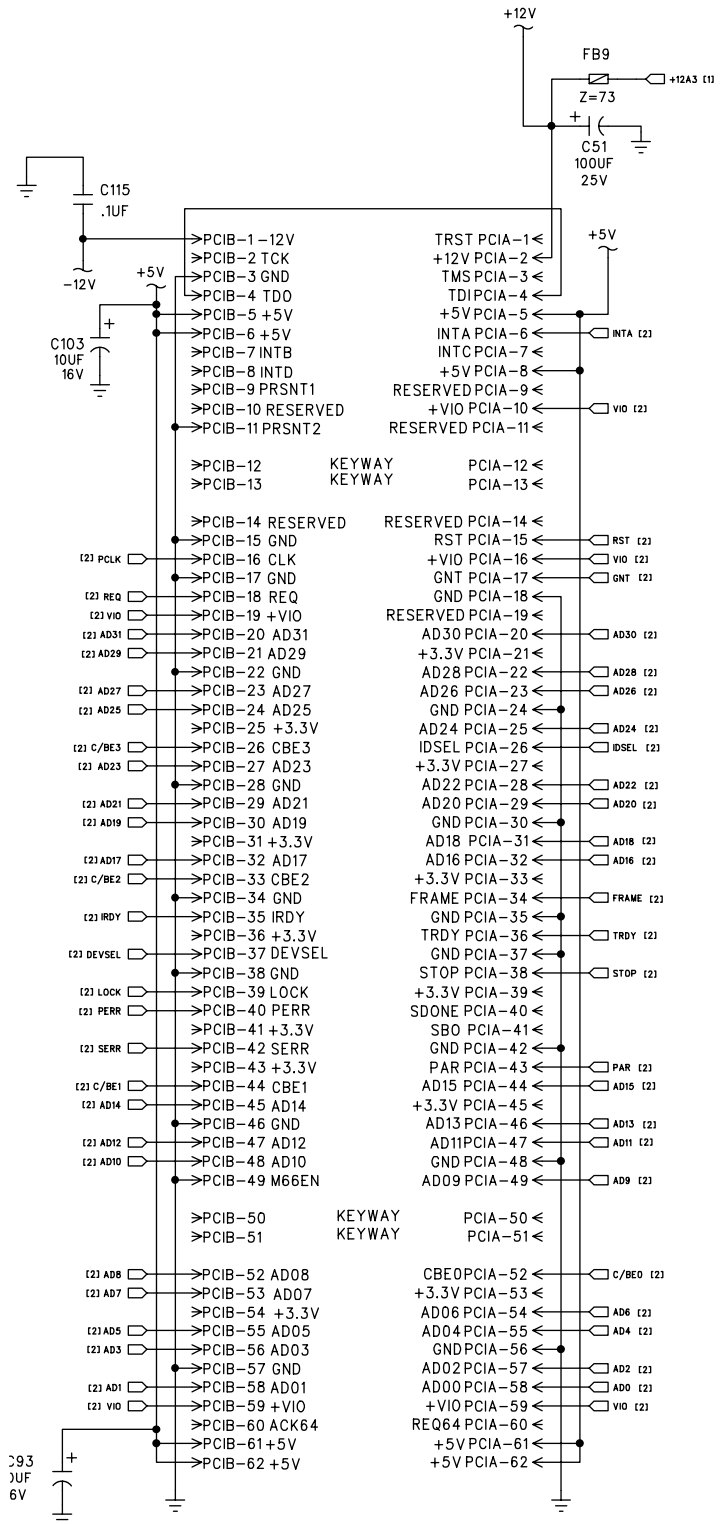 +12V
FB9
+12A3 [1]
Z=73
+
C51
100UF
25V
C115
.1UF
-12V
+5V
+5V
+
C103
10UF
16V
PCIB-1 -12V TRST PCIA-1
PCIB-2 TCK +12V PCIA-2
PCIB-3 GND TMS PCIA-3
PCIB-4 TDO TDI PCIA-4
PCIB-5 +5V +5V PCIA-5
PCIB-6 +5V INTA PCIA-6 INTA [2]
PCIB-7 INTB INTC PCIA-7
PCIB-8 INTD +5V PCIA-8
PCIB-9 PRSNT1 RESERVED PCIA-9
PCIB-10 RESERVED +VIO PCIA-10 VIO [2]
PCIB-11 PRSNT2 RESERVED PCIA-11
PCIB-12 KEYWAY PCIA-12
PCIB-13 KEYWAY PCIA-13
PCIB-14 RESERVED RESERVED PCIA-14
PCIB-15 GND RST PCIA-15 RST [2]
[2] PCLK PCIB-16 CLK +VIO PCIA-16 VIO [2]
PCIB-17 GND GNT PCIA-17 GNT [2]
[2] REQ PCIB-18 REQ GND PCIA-18
[2] VIO PCIB-19 +VIO RESERVED PCIA-19
[2] AD31 PCIB-20 AD31 AD30 PCIA-20 AD30 [2]
[2] AD29 PCIB-21 AD29 +3.3V PCIA-21
PCIB-22 GND AD28 PCIA-22 AD28 [2]
[2] AD27 PCIB-23 AD27 AD26 PCIA-23 AD26 [2]
[2] AD25 PCIB-24 AD25 GND PCIA-24
PCIB-25 +3.3V AD24 PCIA-25 AD24 [2]
[2] C/BE3 PCIB-26 CBE3 IDSEL PCIA-26 IDSEL [2]
[2] AD23 PCIB-27 AD23 +3.3V PCIA-27
PCIB-28 GND AD22 PCIA-28 AD22 [2]
[2] AD21 PCIB-29 AD21 AD20 PCIA-29 AD20 [2]
[2] AD19 PCIB-30 AD19 GND PCIA-30
PCIB-31 +3.3V AD18 PCIA-31 AD18 [2]
[2] AD17 PCIB-32 AD17 AD16 PCIA-32 AD16 [2]
[2] C/BE2 PCIB-33 CBE2 +3.3V PCIA-33
PCIB-34 GND FRAME PCIA-34 FRAME [2]
[2] IRDY PCIB-35 IRDY GND PCIA-35
PCIB-36 +3.3V TRDY PCIA-36 TRDY [2]
[2] DEVSEL PCIB-37 DEVSEL GND PCIA-37
PCIB-38 GND STOP PCIA-38 STOP [2]
[2] LOCK PCIB-39 LOCK +3.3V PCIA-39
[2] PERR PCIB-40 PERR SDONE PCIA-40
PCIB-41 +3.3V SBO PCIA-41
[2] SERR PCIB-42 SERR GND PCIA-42
PCIB-43 +3.3V PAR PCIA-43 PAR [2]
[2] C/BE1 PCIB-44 CBE1 AD15 PCIA-44 AD15 [2]
[2] AD14 PCIB-45 AD14 +3.3V PCIA-45
PCIB-46 GND AD13 PCIA-46 AD13 [2]
[2] AD12 PCIB-47 AD12 AD11 PCIA-47 AD11 [2]
[2] AD10 PCIB-48 AD10 GND PCIA-48
PCIB-49 M66EN AD09 PCIA-49 AD9 [2]
PCIB-50 KEYWAY PCIA-50
PCIB-51 KEYWAY PCIA-51
[2] AD8 PCIB-52 AD08 CBE0 PCIA-52 C/BE0 [2]
[2] AD7 PCIB-53 AD07 +3.3V PCIA-53
PCIB-54 +3.3V AD06 PCIA-54 AD6 [2]
[2] AD5 PCIB-55 AD05 AD04 PCIA-55 AD4 [2]
[2] AD3 PCIB-56 AD03 GND PCIA-56
PCIB-57 GND AD02 PCIA-57 AD2 [2]
[2] AD1 PCIB-58 AD01 AD00 PCIA-58 AD0 [2]
[2] VIO PCIB-59 +VIO +VIO PCIA-59 VIO [2]
PCIB-60 ACK64 REQ64 PCIA-60
PCIB-61 +5V +5V PCIA-61
PCIB-62 +5V +5V PCIA-62
+